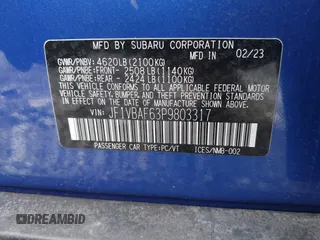 MFD BY SUBARU CORPORATION
GVWR/PNBV: 4620LB(2100KG) MFD IN 02/23
GAWR/PNBE:FRONT- 2508LB(1140KG)
GAWR/PNBE:REAR - 2424LB(1100KG)
THIS VEHICLE CONFORMS TO ALL APPLICABLE
FEDERAL MOTOR VEHICLE SAFETY, BUMPER,
AND THEFT PREVENTION STANDARDS IN EFFECT
ON THE DATE OF MANUFACTURE SHOWN ABOVE.
VIN: JF1VBAF63P9803317
PASSENGER CAR TYPE:PC/VT ICES/NMB-002
DREAMBID